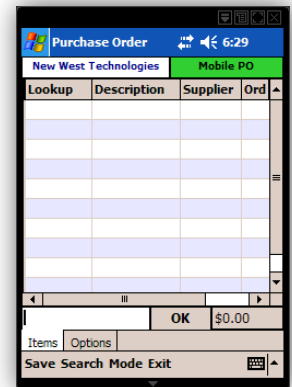 Purchase Order 6:29
New West Technologies Mobile PO
Lookup Description Supplier Ord
OK $0.00
Items Options
Save Search Mode Exit